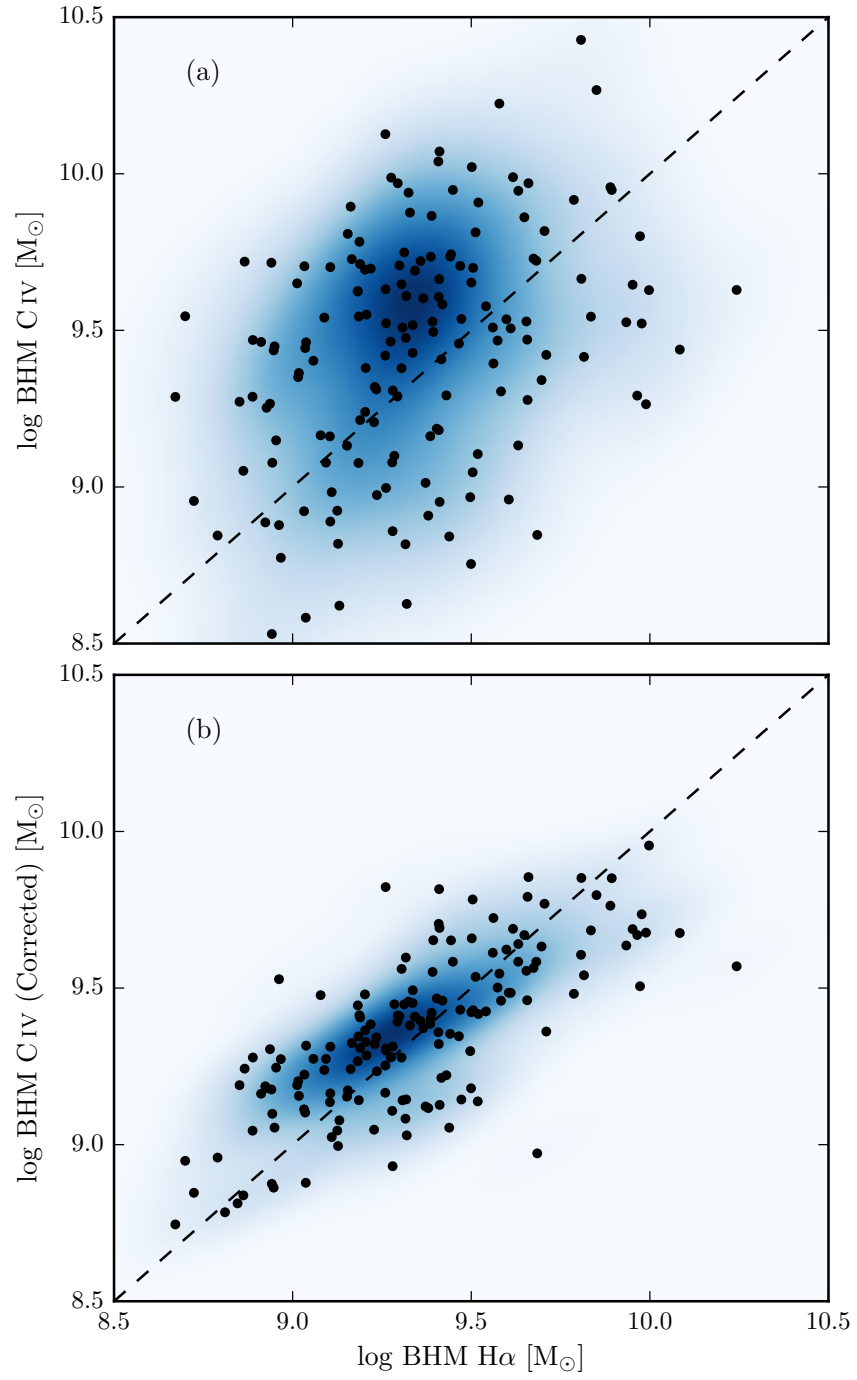 10.5
(a)
10.0
log BHM C IV [M⊙]
9.5
9.0
8.5
10.5
(b)
10.0
log BHM C IV (Corrected) [M⊙]
9.5
9.0
8.5
8.5 9.0 9.5 10.0 10.5
log BHM Hα [M⊙]